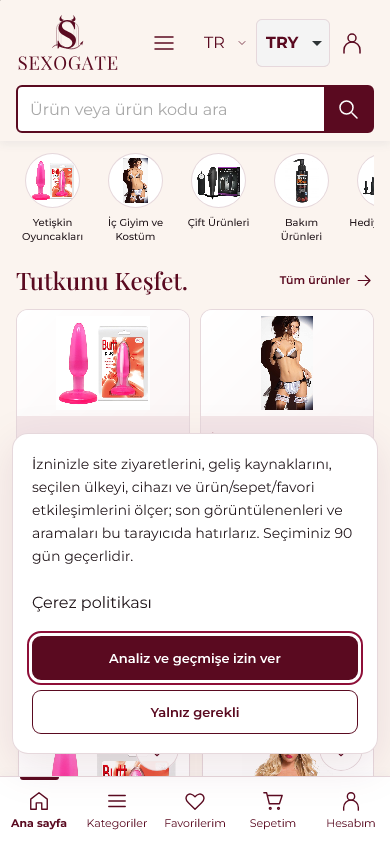 SEXOGATE
TR
TRY
Ürün veya ürün kodu ara
Yetişkin
Oyuncakları
İç Giyim ve
Kostüm
Çift Ürünleri
Bakım
Ürünleri
Hediy
Tutkunu Keşfet.
Tüm ürünler
İzninizle site ziyaretlerini, geliş kaynaklarını,
seçilen ülkeyi, cihazı ve ürün/sepet/favori
etkileşimlerini ölçer; son görüntülenenleri ve
aramaları bu tarayıcıda hatırlarız. Seçiminiz 90
gün geçerlidir.
Çerez politikası
Analiz ve geçmişe izin ver
Yalnız gerekli
Ana sayfa
Kategoriler
Favorilerim
Sepetim
Hesabım